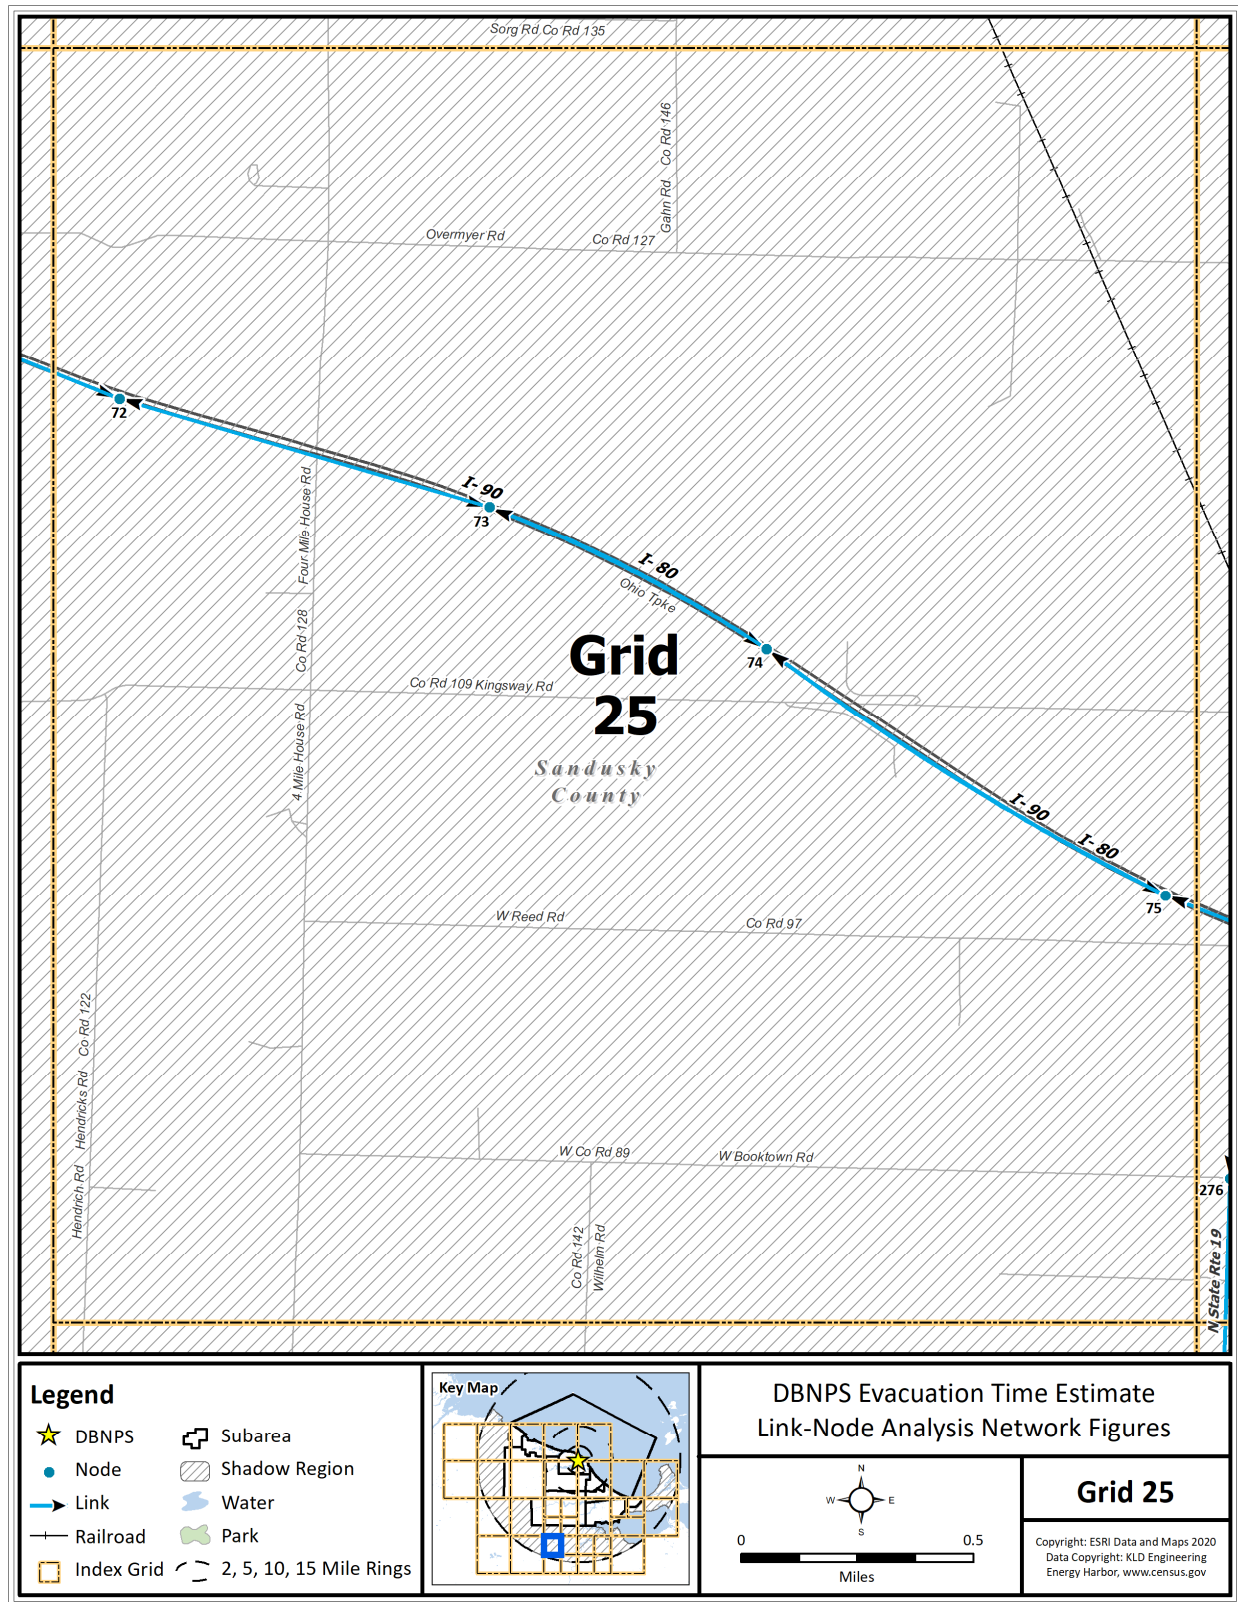 Sorg Rd Co Rd 135
Gahn Rd Co Rd 146
Overmyer Rd
Co Rd 127
72
I-90
73
Four Mile House Rd
I-80
Ohio Tpke
Co Rd 128
Grid
25
74
Co Rd 109 Kingsway Rd
4 Mile House Rd
Sandusky
County
I-90
I-80
75
W Reed Rd
Co Rd 97
Hendricks Rd Co Rd 122
W Co Rd 89
W Booktown Rd
276
Hendrich Rd
Co Rd 142
Wilhelm Rd
N State Rte 19
Legend
DBNPS
Subarea
Node
Shadow Region
Link
Water
Railroad
Park
Index Grid
2, 5, 10, 15 Mile Rings
Key Map
DBNPS Evacuation Time Estimate
Link-Node Analysis Network Figures
N
W E
S
0 0.5
Miles
Grid 25
Copyright: ESRI Data and Maps 2020
Data Copyright: KLD Engineering
Energy Harbor, www.census.gov